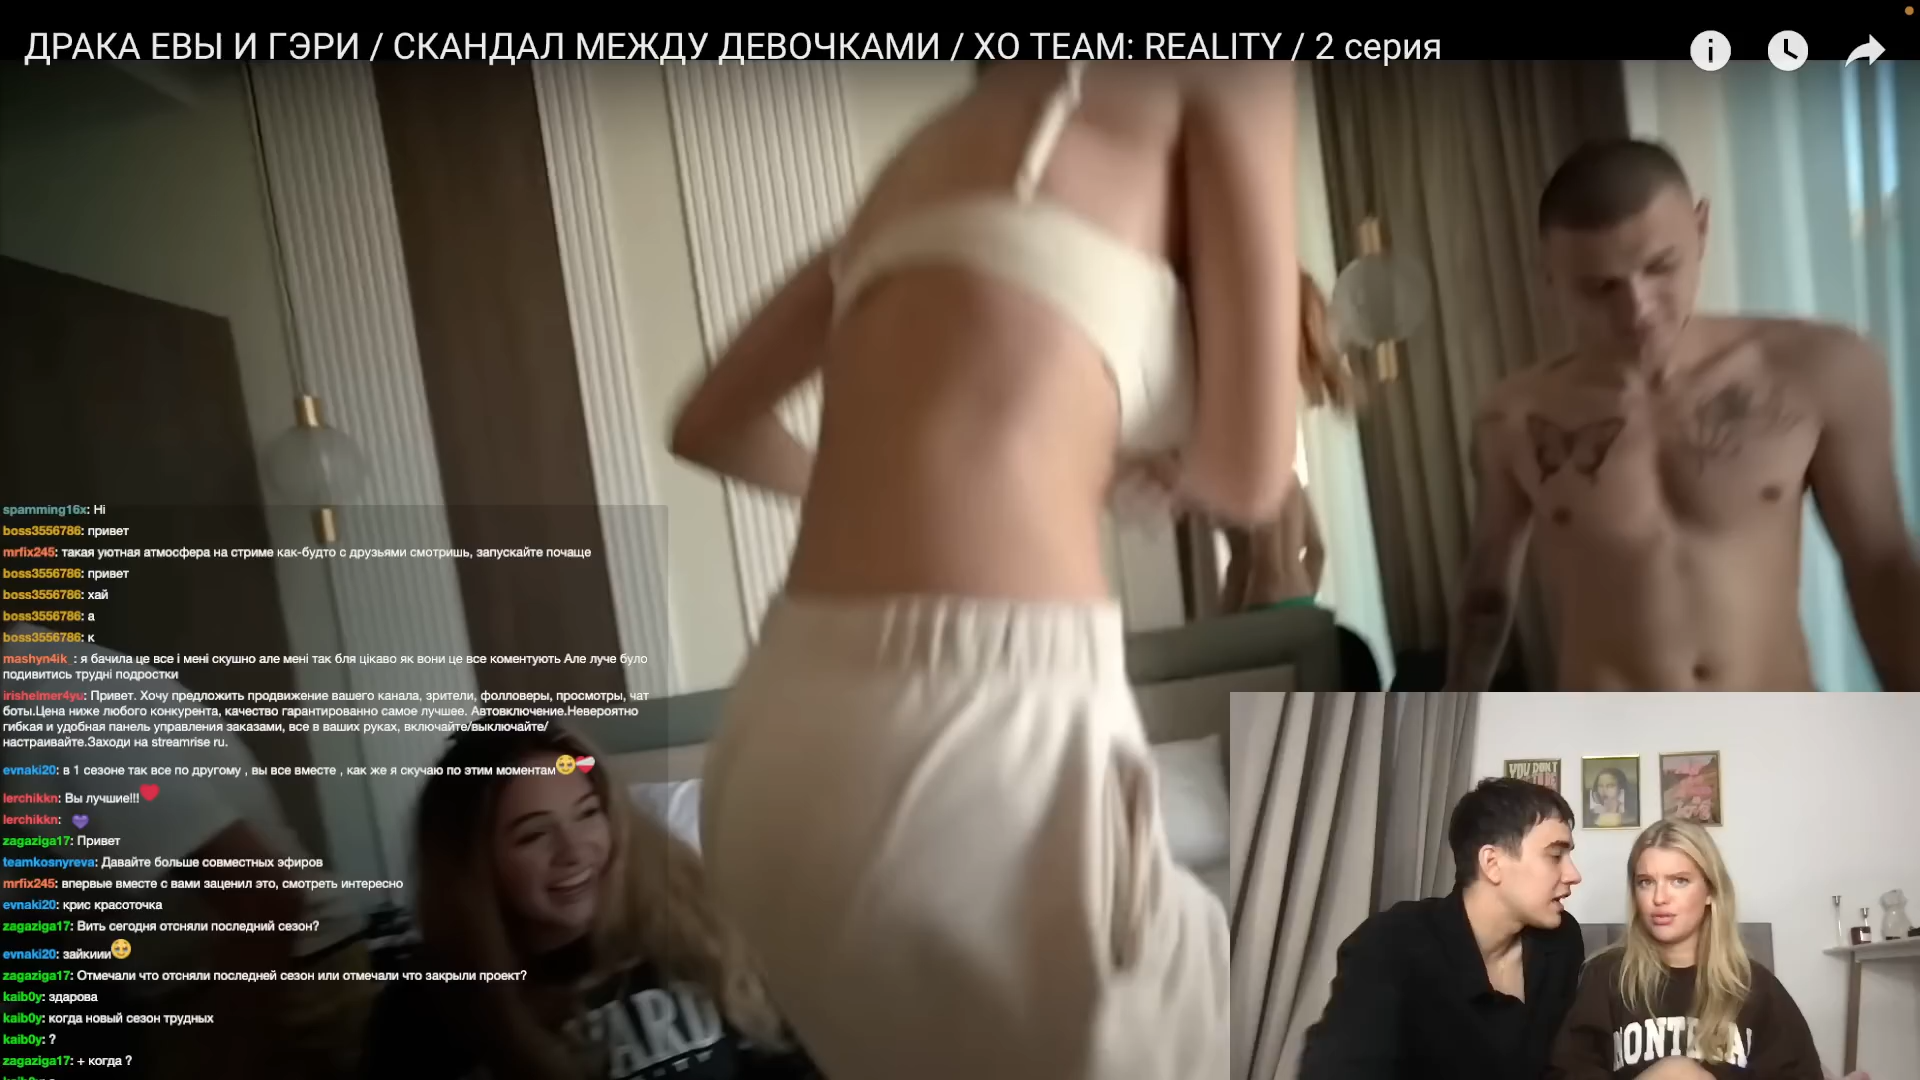 ДРАКА ЕВЫ И ГЭРИ / СКАНДАЛ МЕЖДУ ДЕВОЧКАМИ / XO TEAM: REALITY / 2 серия
spamming16x: Hi
boss3556786: привет
mrfix245: такая уютная атмосфера на стриме как-будто с друзьями смотришь, запускайте почаще
boss3556786: привет
boss3556786: хай
boss3556786: а
boss3556786: к
mashyn4ik_: я бачила це все і мені скушно але мені так бля цікаво як вони це все коментують Але луче було
подивитись трудні подростки
irishelmer4yu: Привет. Хочу предложить продвижение вашего канала, зрители, фолловеры, просмотры, чат
боты.Цена ниже любого конкурента, качество гарантированно самое лучшее. Автовключение.Невероятно
гибкая и удобная панель управления заказами, все в ваших руках, включайте/выключайте/
настраивайте.Заходи на streamrise ru.
evnaki20: в 1 сезоне так все по другому , вы все вместе , как же я скучаю по этим моментам
lerchikkn: Вы лучшие!!!
lerchikkn:
zagaziga17: Привет
teamkosnyreva: Давайте больше совместных эфиров
mrfix245: впервые вместе с вами заценил это, смотреть интересно
evnaki20: крис красоточка
zagaziga17: Вить сегодня отсняли последний сезон?
evnaki20: зайкиии
zagaziga17: Отмечали что отсняли последней сезон или отмечали что закрыли проект?
kaib0y: здарова
kaib0y: когда новый сезон трудных
kaib0y: ?
zagaziga17: + когда ?
YOU DON'T